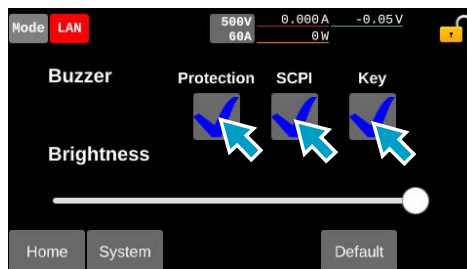 Mode LAN 500V 0.000A -0.05V
60A 0W
Buzzer Protection SCPI Key
Brightness
Home System Default